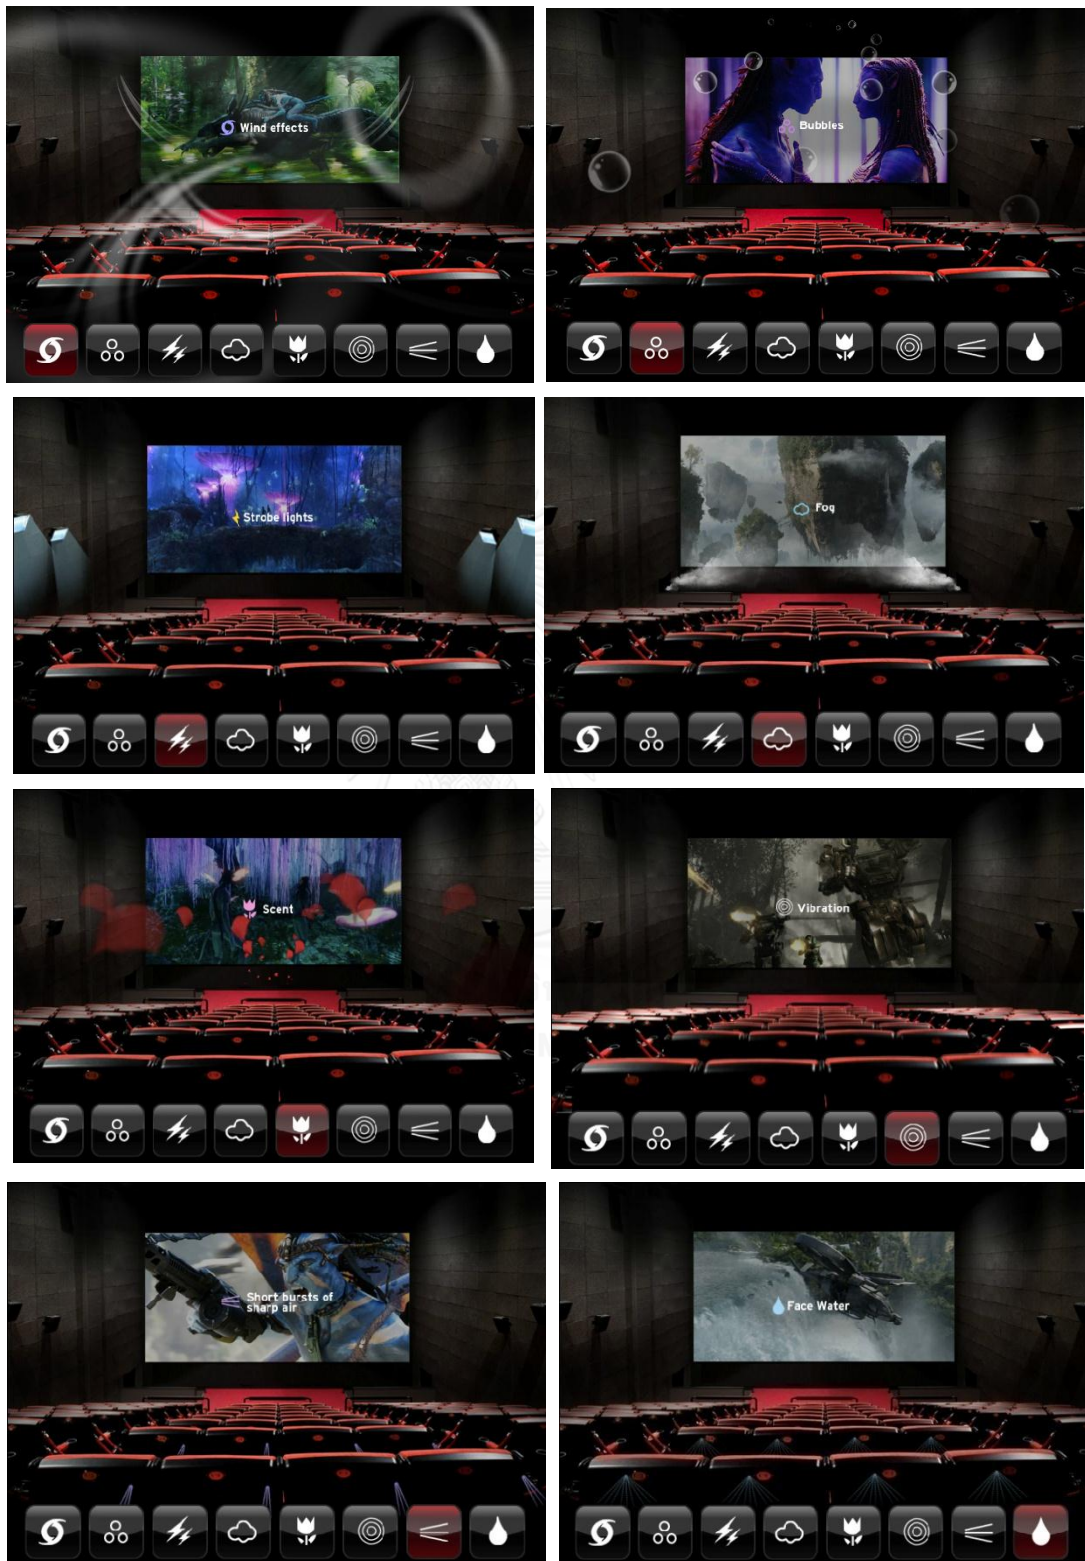 Wind effects
Bubbles
Strobe lights
Fog
Scent
Vibration
Short bursts of
sharp air
Face Water